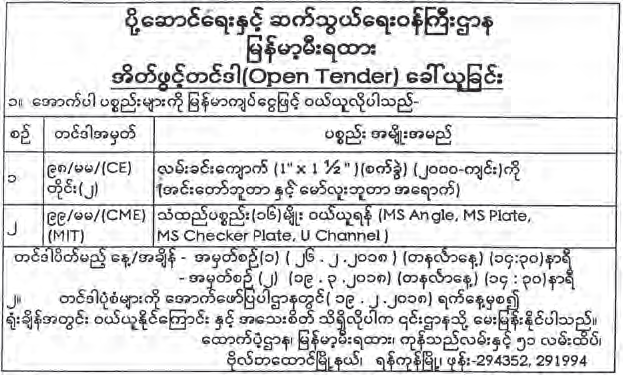 ပို့ဆောင်ရေးနှင့် ဆက်သွယ်ရေးဝန်ကြီးဌာန
မြန်မာ့မီးရထား
အိတ်ဖွင့်တင်ဒါ(Open Tender) ခေါ်ယူခြင်း
၁။ အောက်ပါ ပစ္စည်းများကို မြန်မာကျပ်ငွေဖြင့် ဝယ်ယူလိုပါသည်-
စဉ် တင်ဒါအမှတ် ပစ္စည်း အမျိုးအမည်
၁ ၉၈/မမ/(CE) တိုင်း(၂) လမ်းခင်းကျောက် (1" x 1 ½" )(စက်ခွဲ) (၂၀၀၀-ကျင်း)ကို
(အင်းတော်ဘူတာ နှင့် မော်လူးဘူတာ အရောက်)
၂ ၉၉/မမ/(CME) (MIT) သံထည်ပစ္စည်း(၁၆)မျိုး ဝယ်ယူရန် (MS Angle, MS Plate,
MS Checker Plate, U Channel )
တင်ဒါပိတ်မည့် နေ့/အချိန် - အမှတ်စဉ်(၁) ( ၂၆ . ၂ .၂၀၁၈ ) (တနင်္လာနေ့) (၁၄:၃၀)နာရီ
- အမှတ်စဉ် (၂) (၁၉ . ၃ .၂၀၁၈) (တနင်္လာနေ့) (၁၄ : ၃၀)နာရီ
၂။ တင်ဒါပုံစံများကို အောက်ဖော်ပြပါဌာနတွင် ( ၁၉ . ၂ .၂၀၁၈) ရက်နေ့မှစ၍
ရုံးချိန်အတွင်း ဝယ်ယူနိုင်ကြောင်း နှင့် အသေးစိတ် သိရှိလိုပါက ၎င်းဌာနသို့ မေးမြန်းနိုင်ပါသည်။
ထောက်ပံ့ဌာန၊ မြန်မာ့မီးရထား၊ ကုန်သည်လမ်းနှင့် ၅၁ လမ်းထိပ်၊
ဗိုလ်တထောင်မြို့နယ်၊ ရန်ကုန်မြို့၊ ဖုန်း-294352, 291994